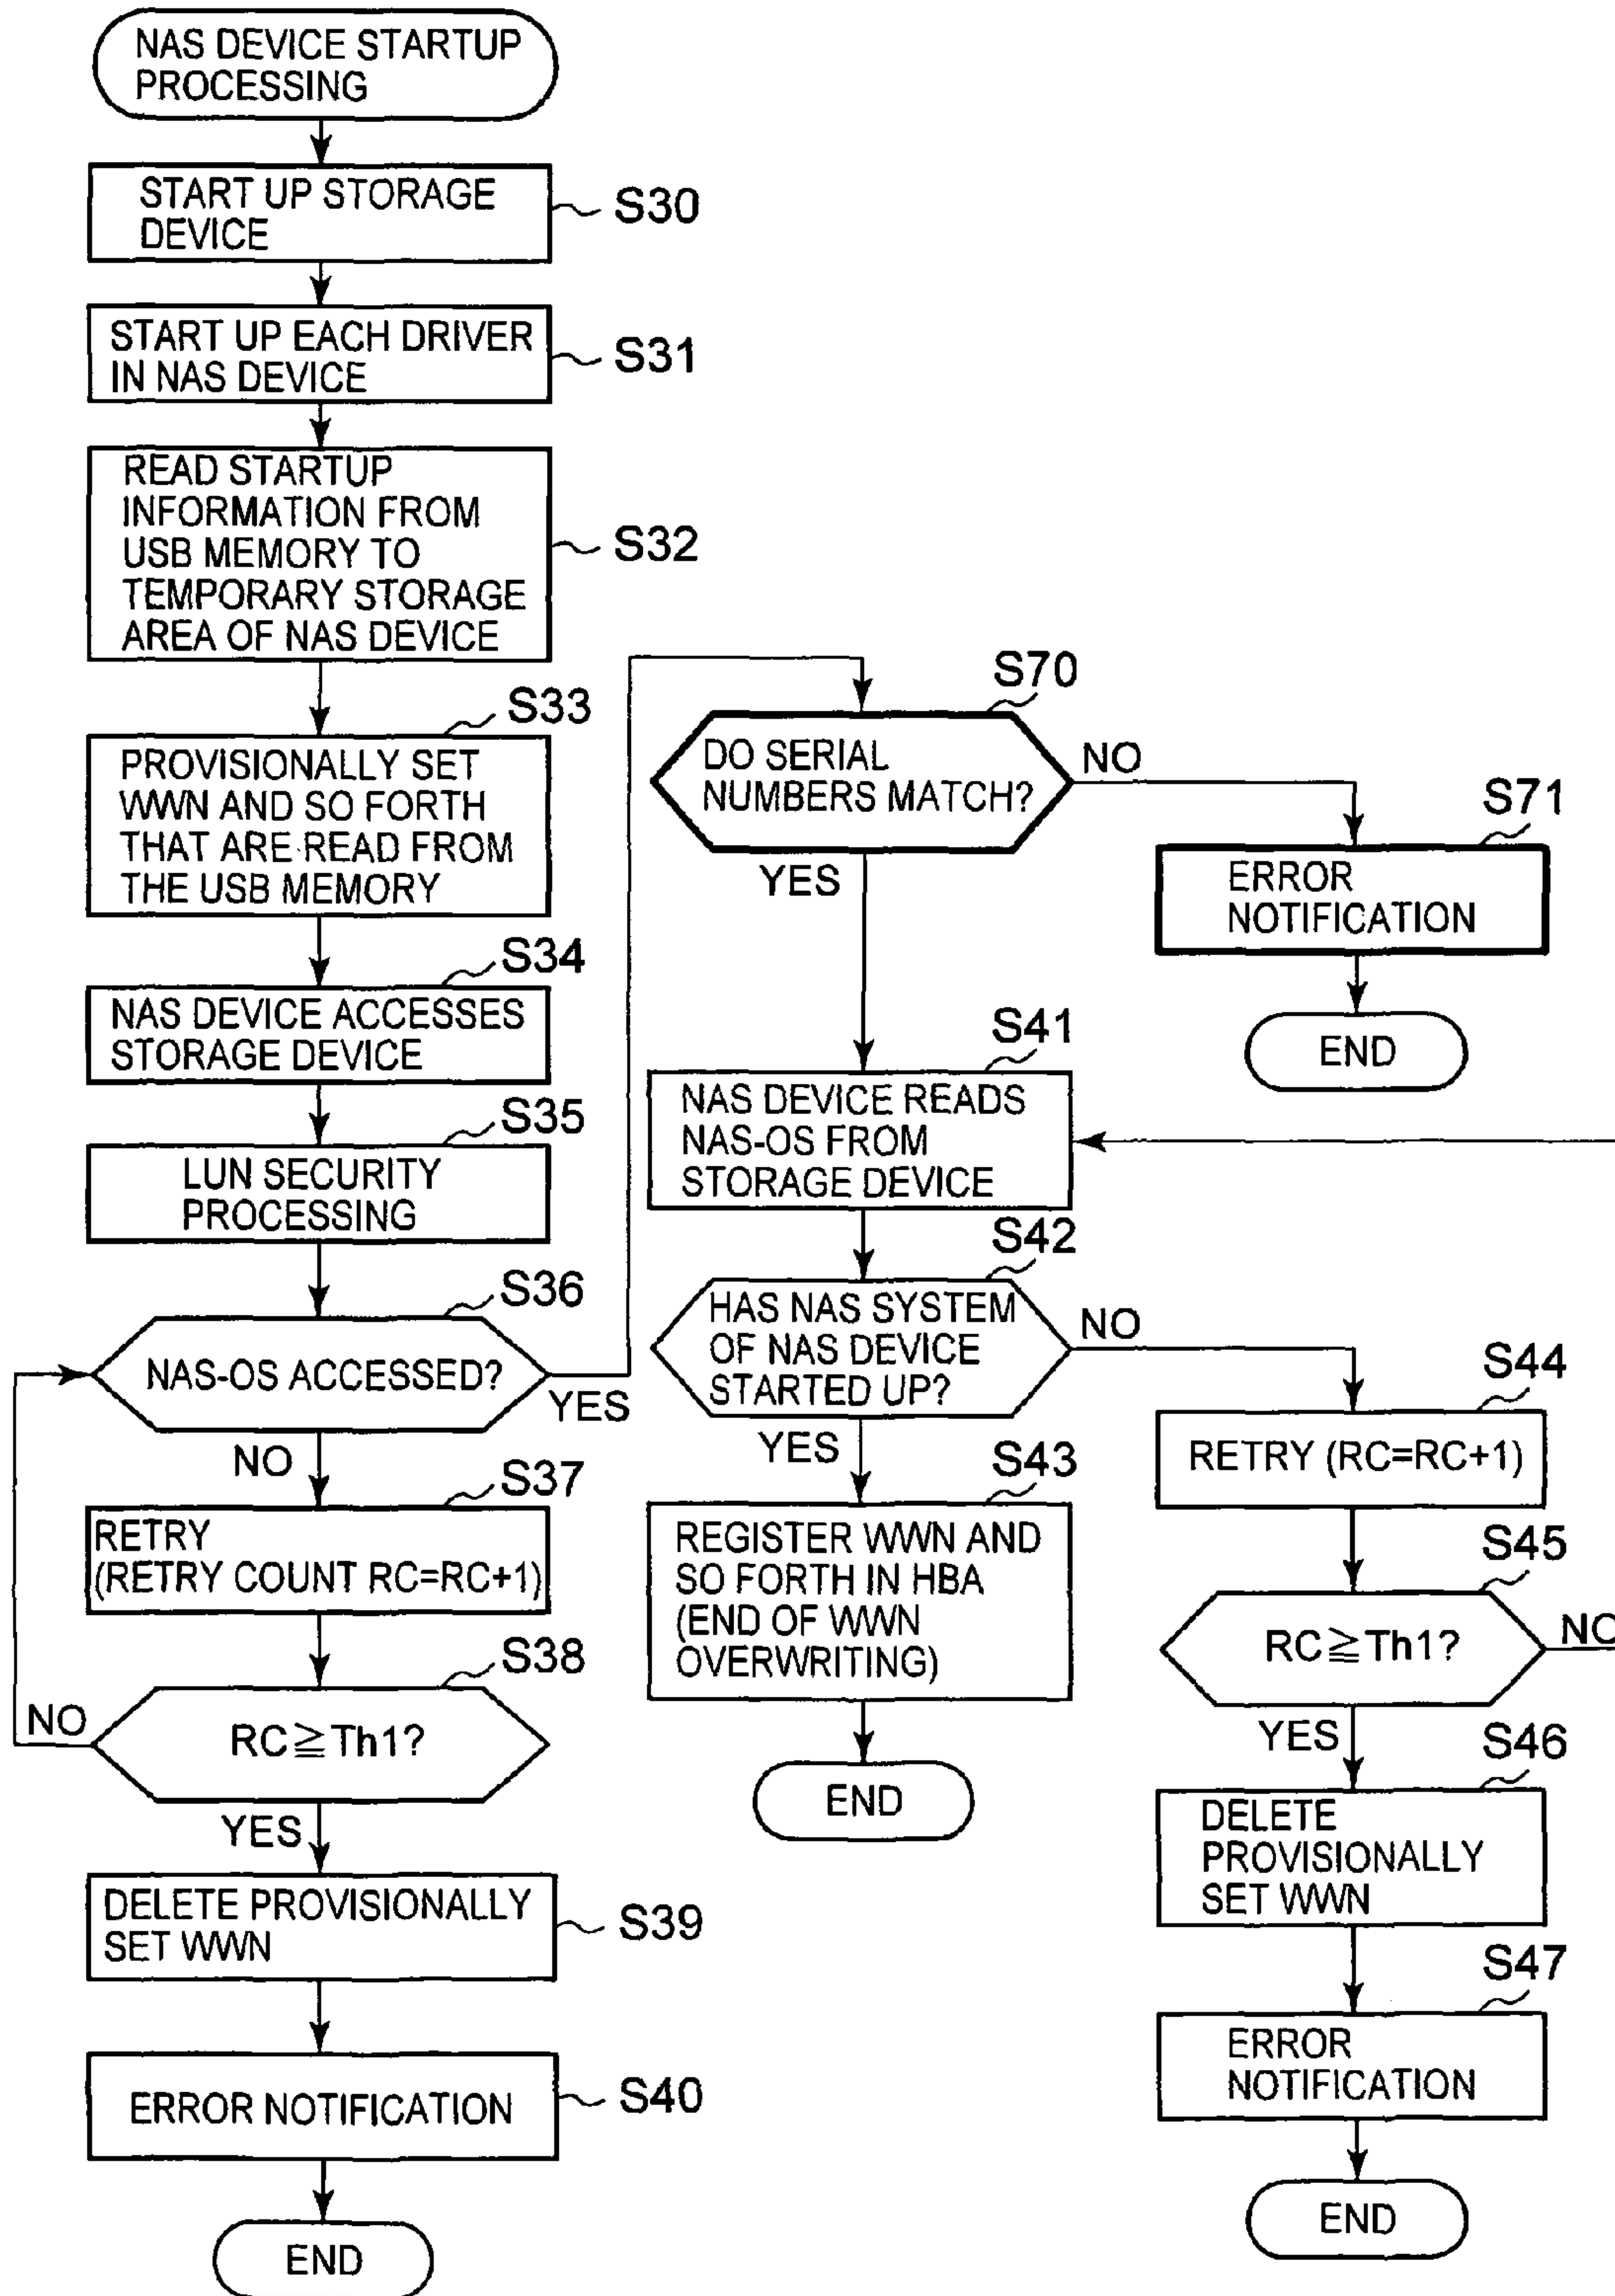 NAS DEVICE STARTUP
PROCESSING
START UP STORAGE
DEVICE
S30
START UP EACH DRIVER
IN NAS DEVICE
S31
READ STARTUP
INFORMATION FROM
USB MEMORY TO
TEMPORARY STORAGE
AREA OF NAS DEVICE
S32
S33
PROVISIONALLY SET
WWN AND SO FORTH
THAT ARE READ FROM
THE USB MEMORY
S34
NAS DEVICE ACCESSES
STORAGE DEVICE
S35
LUN SECURITY
PROCESSING
S36
NAS-OS ACCESSED?
YES
NO
S37
RETRY
(RETRY COUNT RC=RC+1)
S38
RC≧Th1?
NO
YES
DELETE PROVISIONALLY
SET WWN
S39
ERROR NOTIFICATION
S40
END
S70
DO SERIAL
NUMBERS MATCH?
NO
YES
S71
ERROR
NOTIFICATION
END
S41
NAS DEVICE READS
NAS-OS FROM
STORAGE DEVICE
S42
HAS NAS SYSTEM
OF NAS DEVICE
STARTED UP?
NO
YES
S43
REGISTER WWN AND
SO FORTH IN HBA
(END OF WWN
OVERWRITING)
END
S44
RETRY (RC=RC+1)
S45
RC≧Th1?
NO
YES
S46
DELETE
PROVISIONALLY
SET WWN
S47
ERROR
NOTIFICATION
END